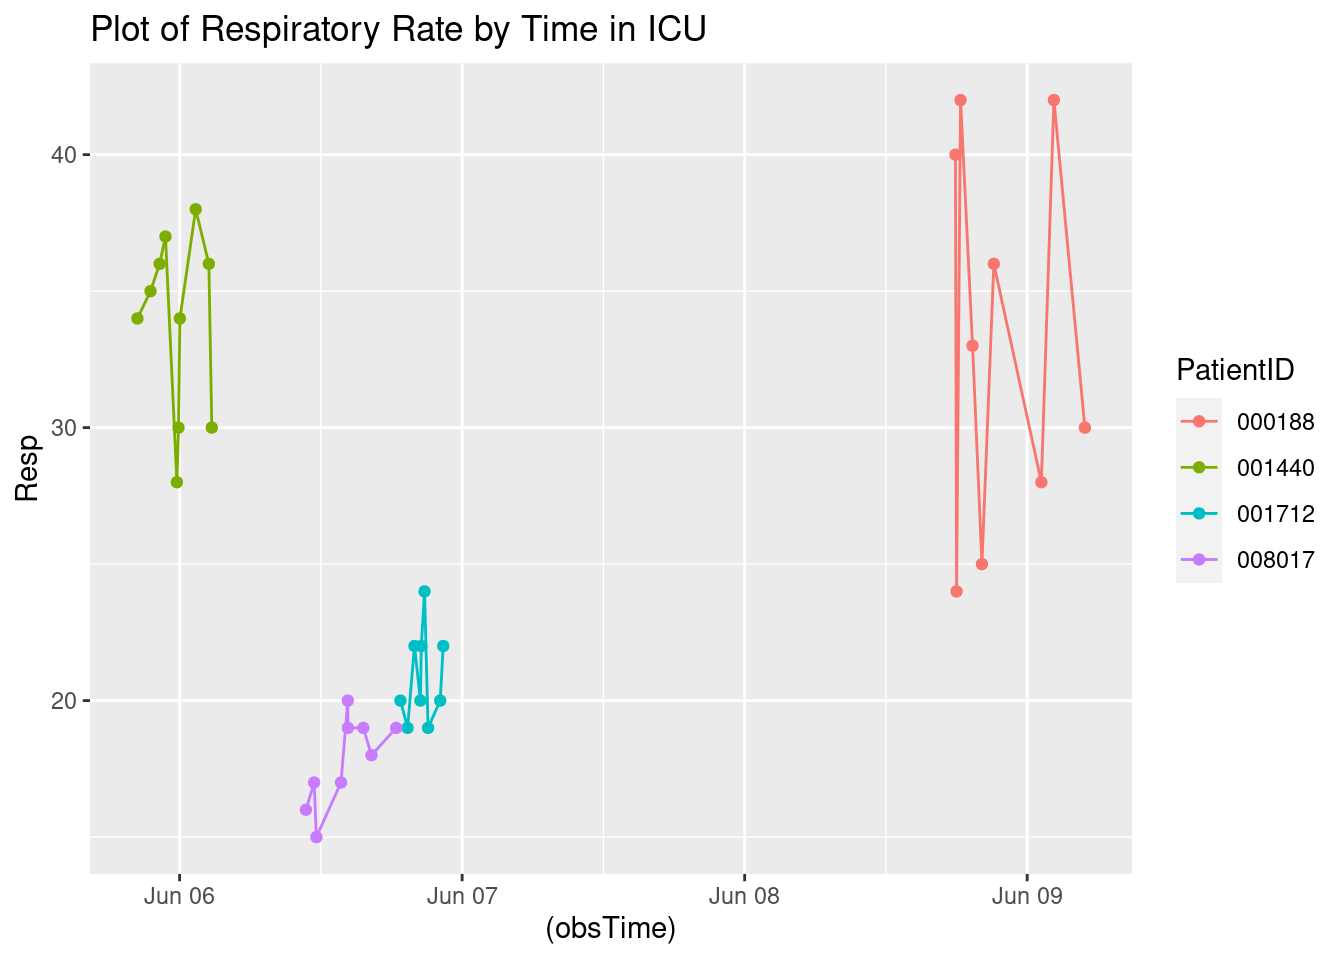 Plot of Respiratory Rate by Time in ICU
Resp
40
30
20
Jun 06 Jun 07 Jun 08 Jun 09
(obsTime)
PatientID
000188
001440
001712
008017